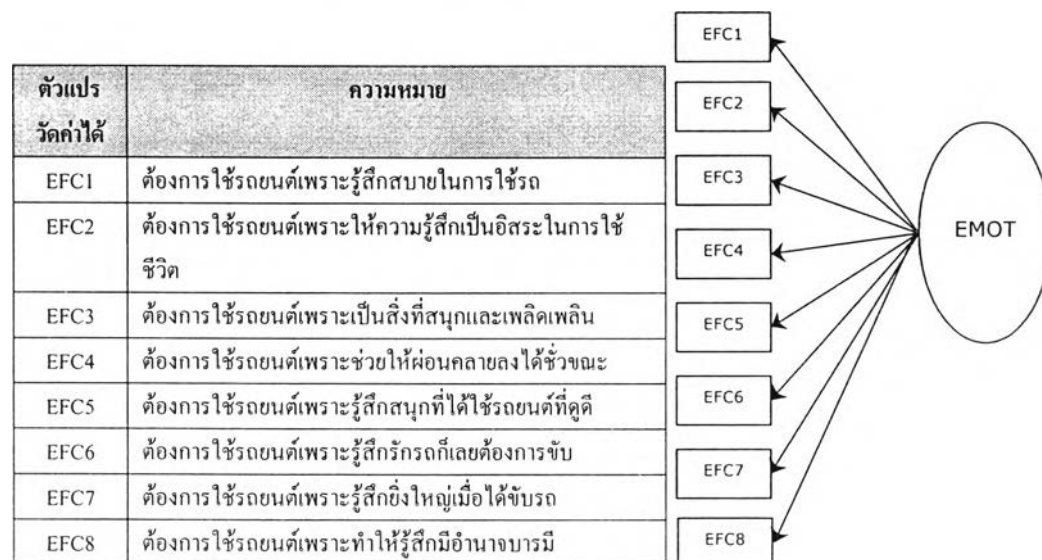 ตัวแปร
วัดค่าได้
ความหมาย
EFC1 ต้องการใช้รถยนต์เพราะรู้สึกสบายในการใช้รถ
EFC2 ต้องการใช้รถยนต์เพราะให้ความรู้สึกเป็นอิสระในการใช้
ชีวิต
EFC3 ต้องการใช้รถยนต์เพราะเป็นสิ่งที่สนุกและเพลิดเพลิน
EFC4 ต้องการใช้รถยนต์เพราะช่วยให้ผ่อนคลายลงได้ชั่วขณะ
EFC5 ต้องการใช้รถยนต์เพราะรู้สึกสนุกที่ได้ใช้รถยนต์ที่ดูดี
EFC6 ต้องการใช้รถยนต์เพราะรู้สึกรักรถก็เลยต้องการขับ
EFC7 ต้องการใช้รถยนต์เพราะรู้สึกยิ่งใหญ่เมื่อได้ขับรถ
EFC8 ต้องการใช้รถยนต์เพราะทำให้รู้สึกมีอำนาจบารมี
EFC1
EFC2
EFC3
EFC4
EFC5
EFC6
EFC7
EFC8
EMOT